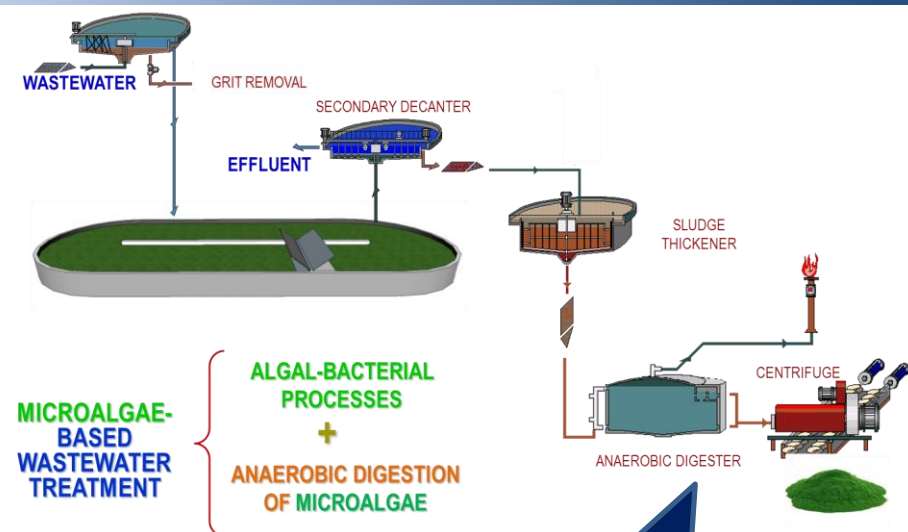 WASTEWATER
GRIT REMOVAL
SECONDARY DECANTER
EFFLUENT
SLUDGE
THICKENER
CENTRIFUGE
ANAEROBIC DIGESTER
MICROALGAE-
BASED
WASTEWATER
TREATMENT
ALGAL-BACTERIAL
PROCESSES
+
ANAEROBIC DIGESTION
OF MICROALGAE